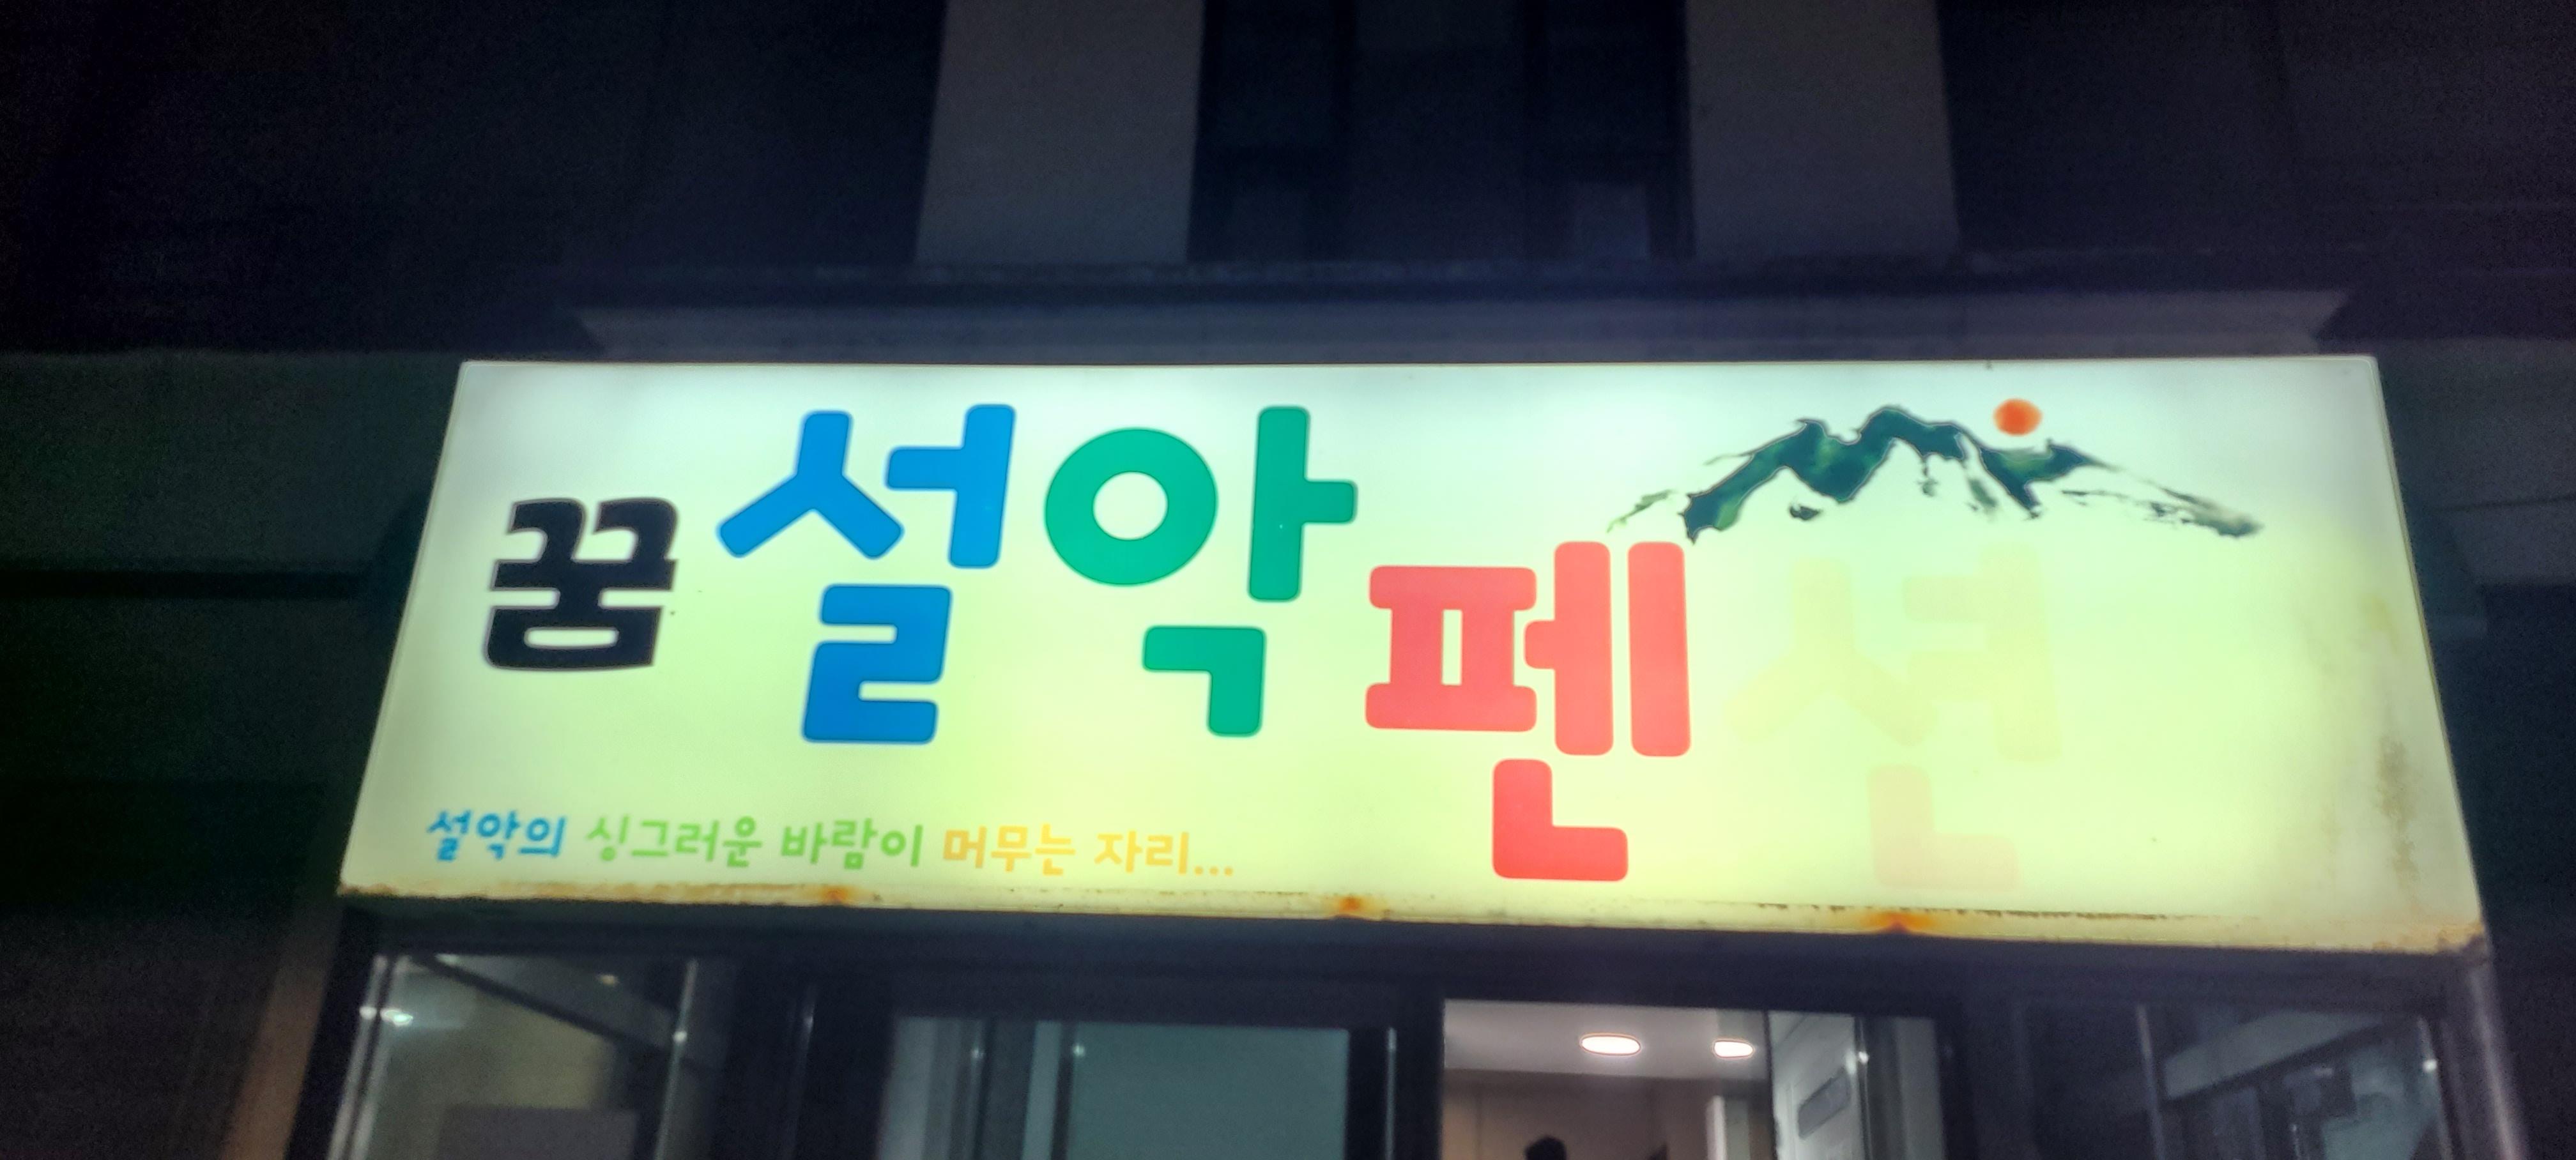 꿈 설악펜션
설악의 싱그러운 바람이 머무는 자리...